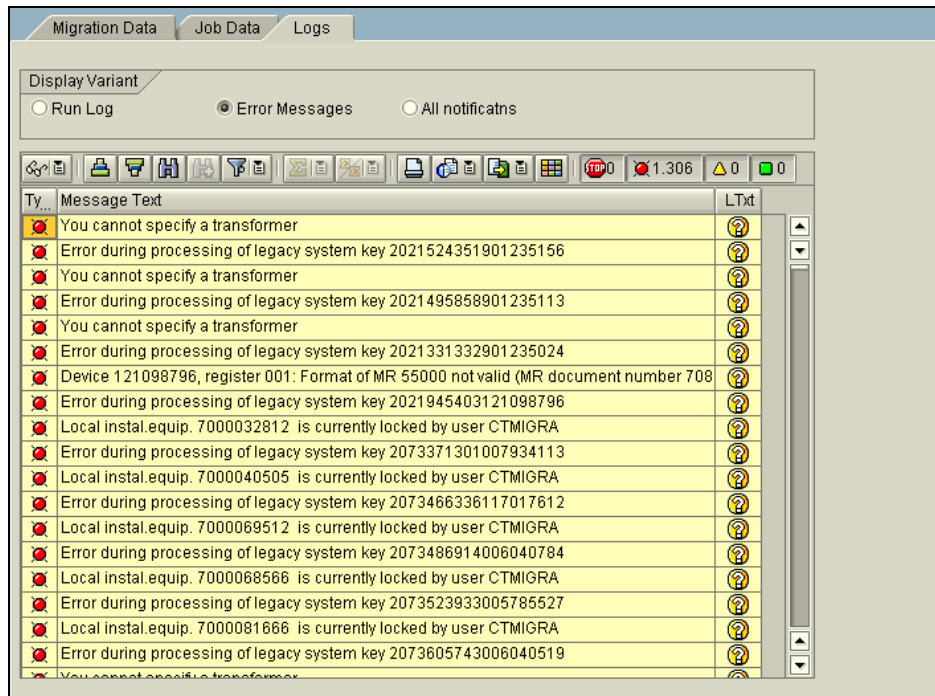 Migration Data Job Data Logs
Display Variant
Run Log Error Messages All notificatns
STOP 0 1.306 0 0
Ty... Message Text LTxt
You cannot specify a transformer
Error during processing of legacy system key 2021524351901235156
You cannot specify a transformer
Error during processing of legacy system key 2021495858901235113
You cannot specify a transformer
Error during processing of legacy system key 2021331332901235024
Device 121098796, register 001: Format of MR 55000 not valid (MR document number 708
Error during processing of legacy system key 2021945403121098796
Local instal.equip. 7000032812 is currently locked by user CTMIGRA
Error during processing of legacy system key 2073371301007934113
Local instal.equip. 7000040505 is currently locked by user CTMIGRA
Error during processing of legacy system key 2073466336117017612
Local instal.equip. 7000069512 is currently locked by user CTMIGRA
Error during processing of legacy system key 2073486914006040784
Local instal.equip. 7000068566 is currently locked by user CTMIGRA
Error during processing of legacy system key 2073523933005785527
Local instal.equip. 7000081666 is currently locked by user CTMIGRA
Error during processing of legacy system key 2073605743006040519
You cannot specify a transformer